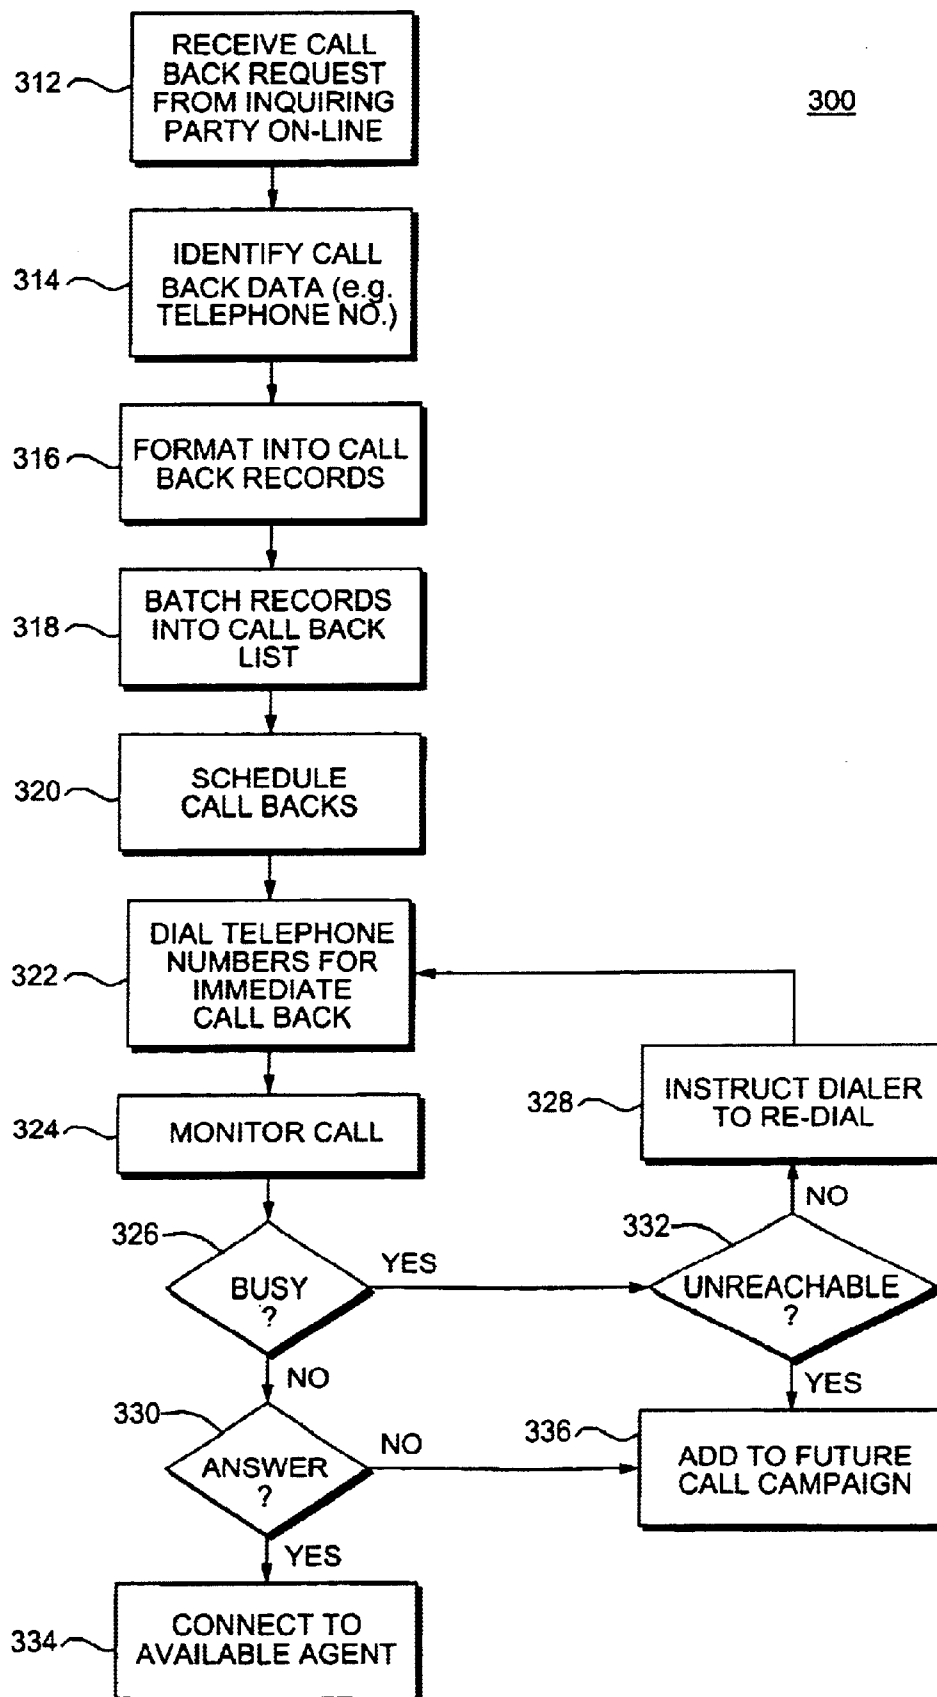 300
312
RECEIVE CALL
BACK REQUEST
FROM INQUIRING
PARTY ON-LINE
314
IDENTIFY CALL
BACK DATA (e.g.
TELEPHONE NO.)
316
FORMAT INTO CALL
BACK RECORDS
318
BATCH RECORDS
INTO CALL BACK
LIST
320
SCHEDULE
CALL BACKS
322
DIAL TELEPHONE
NUMBERS FOR
IMMEDIATE
CALL BACK
324
MONITOR CALL
328
INSTRUCT DIALER
TO RE-DIAL
NO
326
BUSY
?
YES
332
UNREACHABLE
?
NO
YES
330
ANSWER
?
NO
336
ADD TO FUTURE
CALL CAMPAIGN
YES
334
CONNECT TO
AVAILABLE AGENT